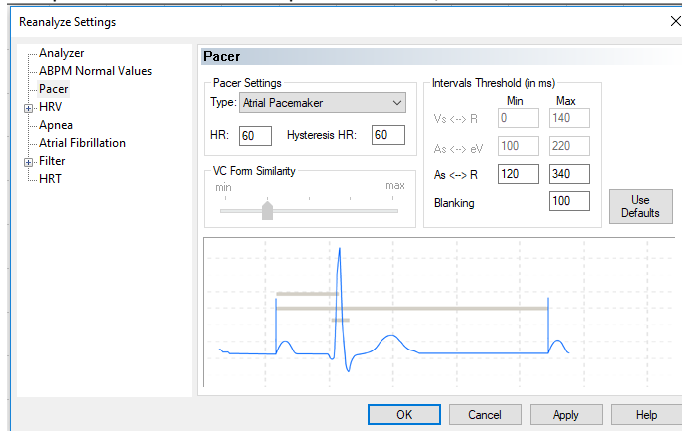 Reanalyze Settings
Analyzer
ABPM Normal Values
Pacer
HRV
Apnea
Atrial Fibrillation
Filter
HRT
Pacer
Pacer Settings
Type: Atrial Pacemaker
HR: 60 Hysteresis HR: 60
VC Form Similarity
min max
Intervals Threshold (in ms)
Min Max
Vs <--> R 0 140
As <--> eV 100 220
As <--> R 120 340
Blanking 100
Use
Defaults
OK Cancel Apply Help